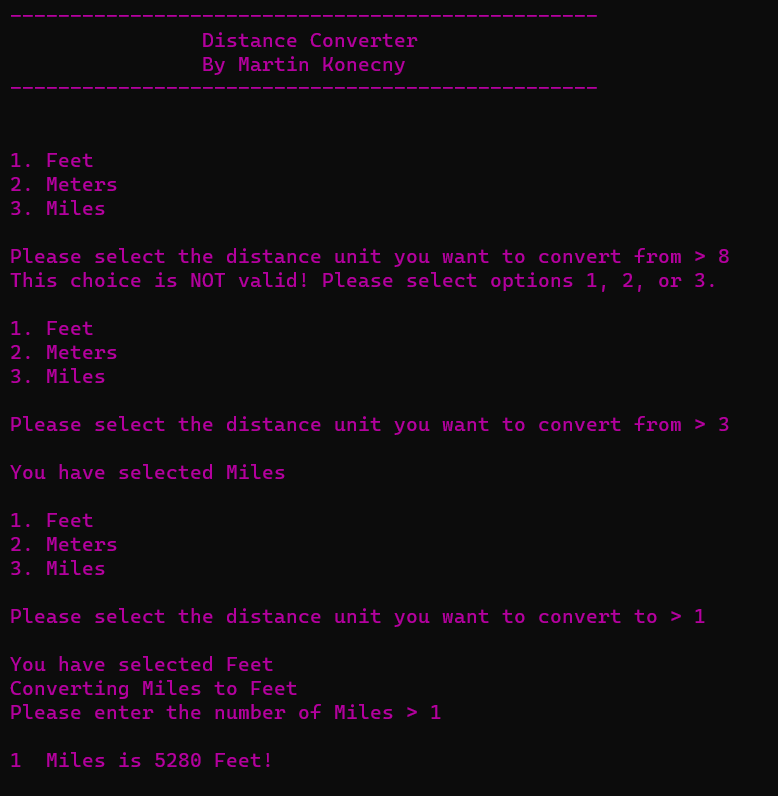 -------------------------------------------------
Distance Converter
By Martin Konecny
-------------------------------------------------
1. Feet
2. Meters
3. Miles
Please select the distance unit you want to convert from > 8
This choice is NOT valid! Please select options 1, 2, or 3.
1. Feet
2. Meters
3. Miles
Please select the distance unit you want to convert from > 3
You have selected Miles
1. Feet
2. Meters
3. Miles
Please select the distance unit you want to convert to > 1
You have selected Feet
Converting Miles to Feet
Please enter the number of Miles > 1
1  Miles is 5280 Feet!